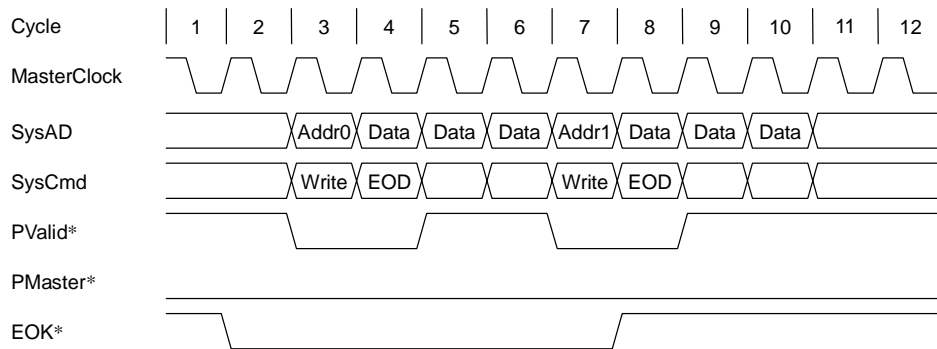 Cycle 1 2 3 4 5 6 7 8 9 10 11 12
MasterClock
SysAD Addr0 Data Data Data Addr1 Data Data Data
SysCmd Write EOD Write EOD
PValid*
PMaster*
EOK*